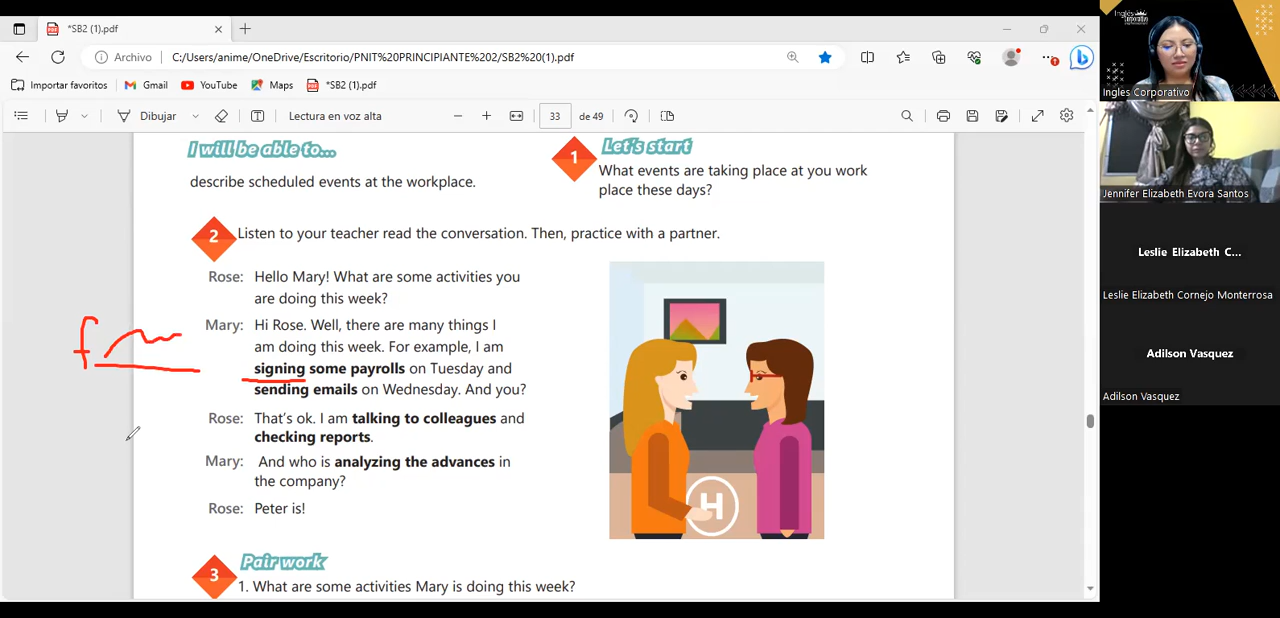 *SB2 (1).pdf
Archivo C:/Users/anime/OneDrive/Escritorio/PNIT%20PRINCIPIANTE%202/SB2%20(1).pdf
Importar favoritos Gmail YouTube Maps *SB2 (1).pdf
Dibujar Lectura en voz alta 33 de 49
I will be able to...
describe scheduled events at the workplace.
1 Let's start
What events are taking place at you work
place these days?
2 Listen to your teacher read the conversation. Then, practice with a partner.
Rose: Hello Mary! What are some activities you
are doing this week?
Mary: Hi Rose. Well, there are many things I
am doing this week. For example, I am
signing some payrolls on Tuesday and
sending emails on Wednesday. And you?
Rose: That's ok. I am talking to colleagues and
checking reports.
Mary: And who is analyzing the advances in
the company?
Rose: Peter is!
H
3 Pair work
1. What are some activities Mary is doing this week?
Inglés Corporativo
Ingles Corporativo
Jennifer Elizabeth Evora Santos
Leslie Elizabeth C...
Leslie Elizabeth Cornejo Monterrosa
Adilson Vasquez
Adilson Vasquez